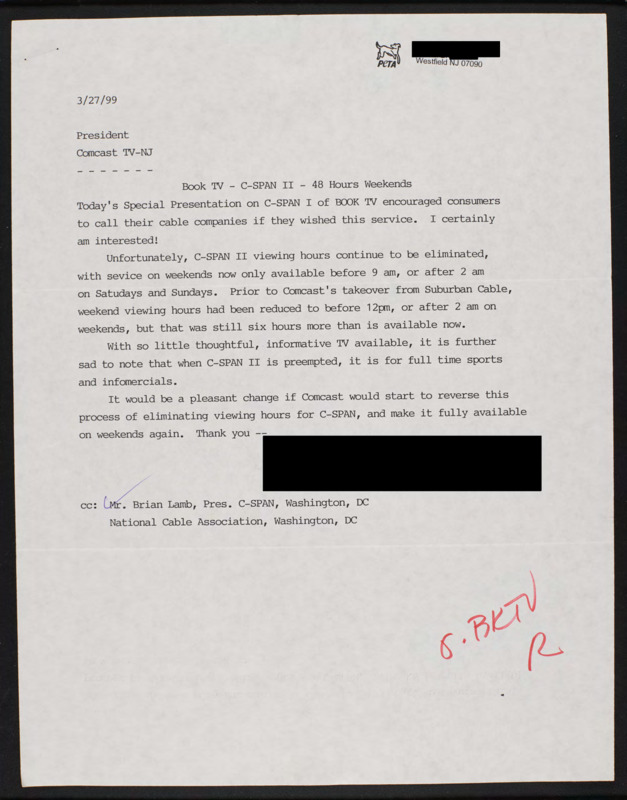 PETA
Westfield NJ 07090
3/27/99
President
Comcast TV-NJ
- - - - - - -
Book TV - C-SPAN II - 48 Hours Weekends
Today's Special Presentation on C-SPAN I of BOOK TV encouraged consumers
to call their cable companies if they wished this service. I certainly
am interested!
Unfortunately, C-SPAN II viewing hours continue to be eliminated,
with sevice on weekends now only available before 9 am, or after 2 am
on Satudays and Sundays. Prior to Comcast's takeover from Suburban Cable,
weekend viewing hours had been reduced to before 12pm, or after 2 am on
weekends, but that was still six hours more than is available now.
With so little thoughtful, informative TV available, it is further
sad to note that when C-SPAN II is preempted, it is for full time sports
and infomercials.
It would be a pleasant change if Comcast would start to reverse this
process of eliminating viewing hours for C-SPAN, and make it fully available
on weekends again. Thank you --
cc: Mr. Brian Lamb, Pres. C-SPAN, Washington, DC
National Cable Association, Washington, DC
BKTV
R